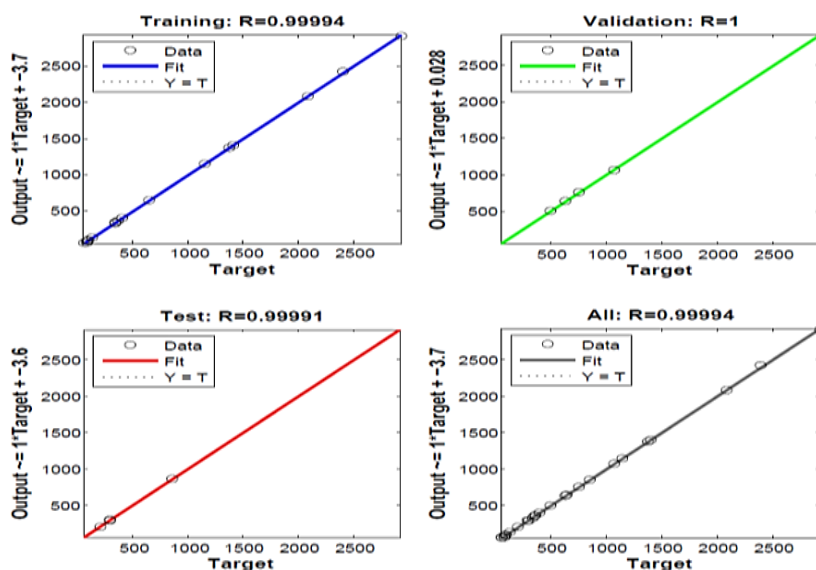 Training: R=0.99994
Output ~= 1*Target + -3.7
2500
2000
1500
1000
500
Data
Fit
Y = T
500 1000 1500 2000 2500
Target
Validation: R=1
Output ~= 1*Target + 0.028
2500
2000
1500
1000
500
Data
Fit
Y = T
500 1000 1500 2000 2500
Target
Test: R=0.99991
Output ~= 1*Target + -3.6
2500
2000
1500
1000
500
Data
Fit
Y = T
500 1000 1500 2000 2500
Target
All: R=0.99994
Output ~= 1*Target + -3.7
2500
2000
1500
1000
500
Data
Fit
Y = T
500 1000 1500 2000 2500
Target